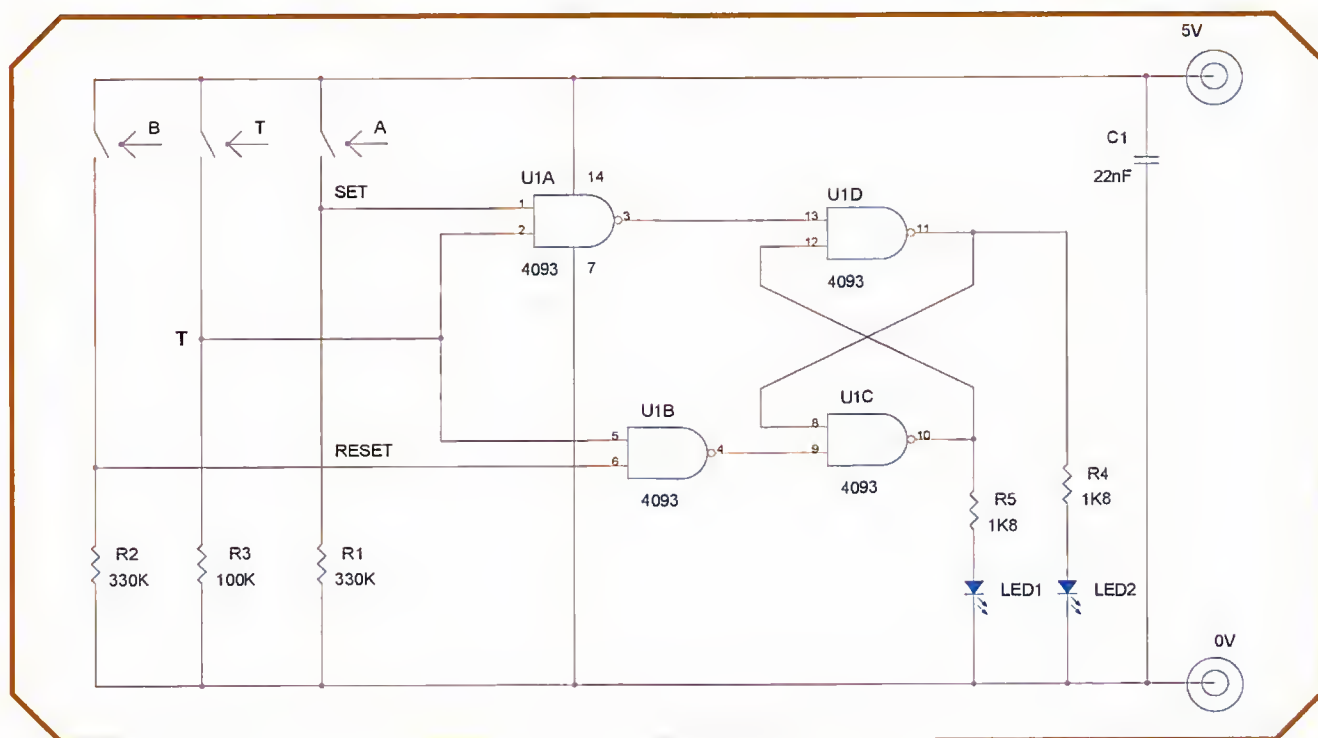 5V
B
T
A
C1
22nF
U1A
14
SET
1
2
3
4093
7
U1D
13
12
11
4093
T
U1B
5
6
4
4093
RESET
U1C
8
9
10
4093
R4
1K8
R5
1K8
R2
330K
R3
100K
R1
330K
LED1
LED2
0V